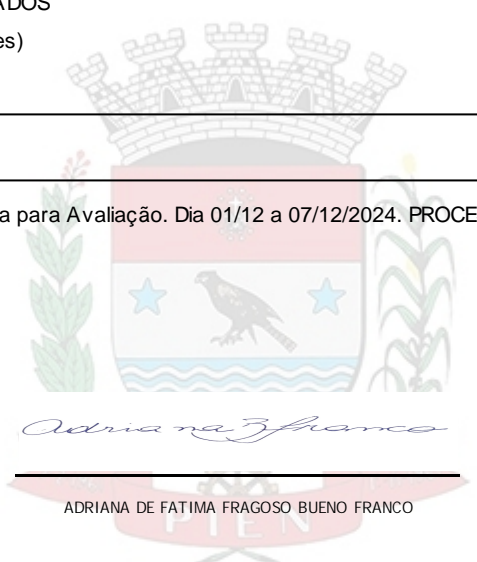 ADOS
es)
a para Avaliação. Dia 01/12 a 07/12/2024. PROCE
adriana B franco
ADRIANA DE FATIMA FRAGOSO BUENO FRANCO
PIEN